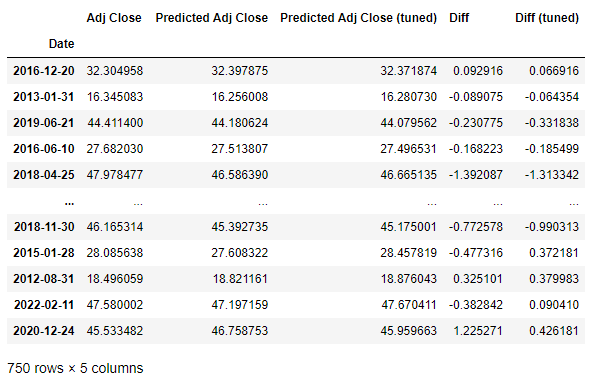 Adj Close Predicted Adj Close Predicted Adj Close (tuned) Diff Diff (tuned)
Date
2016-12-20 32.304958 32.397875 32.371874 0.092916 0.066916
2013-01-31 16.345083 16.256008 16.280730 -0.089075 -0.064354
2019-06-21 44.411400 44.180624 44.079562 -0.230775 -0.331838
2016-06-10 27.682030 27.513807 27.496531 -0.168223 -0.185499
2018-04-25 47.978477 46.586390 46.665135 -1.392087 -1.313342
... ... ... ... ... ...
2018-11-30 46.165314 45.392735 45.175001 -0.772578 -0.990313
2015-01-28 28.085638 27.608322 28.457819 -0.477316 0.372181
2012-08-31 18.496059 18.821161 18.876043 0.325101 0.379983
2022-02-11 47.580002 47.197159 47.670411 -0.382842 0.090410
2020-12-24 45.533482 46.758753 45.959663 1.225271 0.426181
750 rows × 5 columns